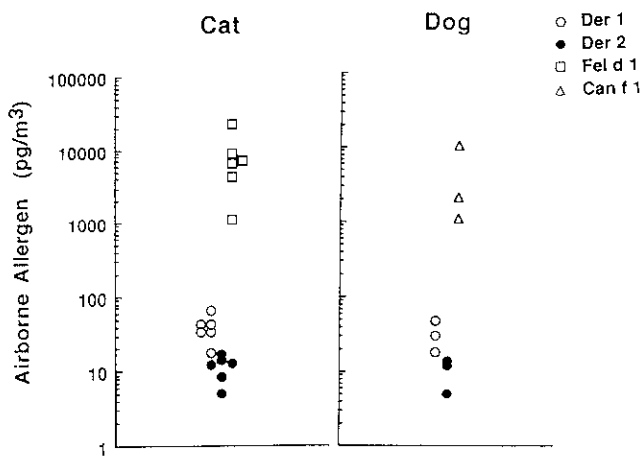 Cat
Dog
○ Der 1
● Der 2
□ Fel d 1
△ Can f 1
Airborne Allergen (pg/m3)
100000
10000
1000
100
10
1